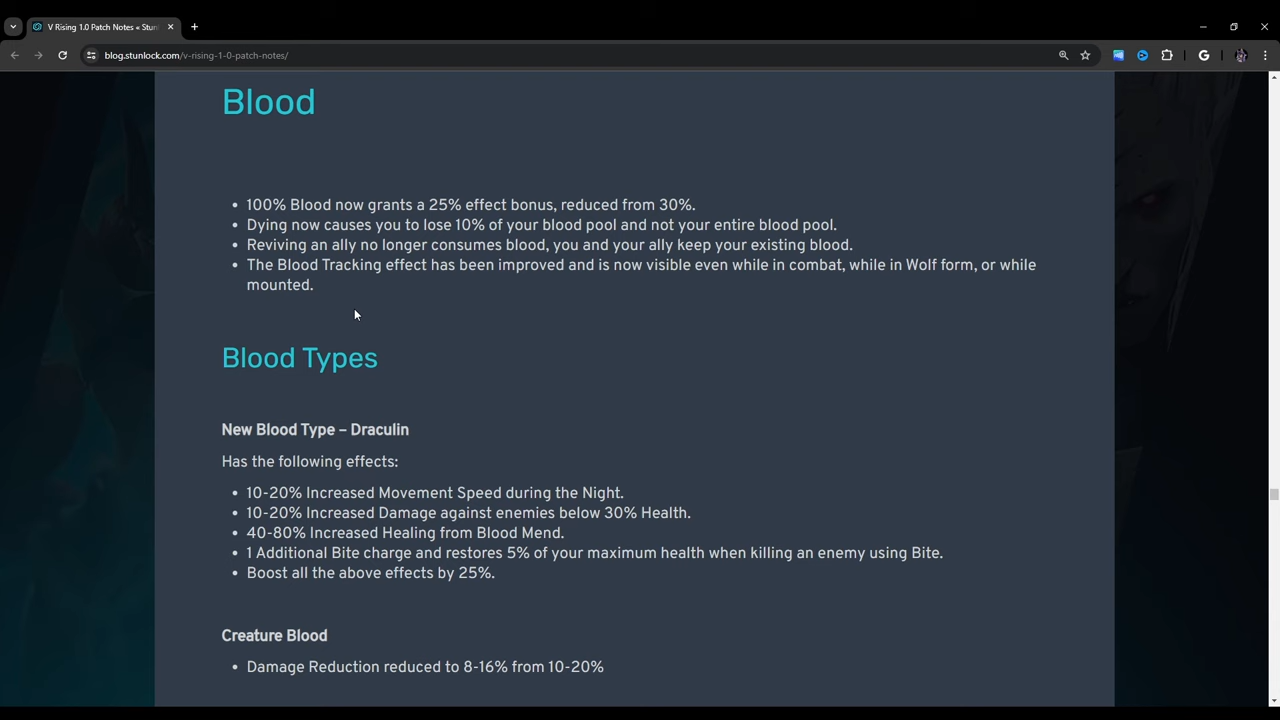 V Rising 1.0 Patch Notes « Stun
blog.stunlock.com/v-rising-1-0-patch-notes/
Blood
• 100% Blood now grants a 25% effect bonus, reduced from 30%.
• Dying now causes you to lose 10% of your blood pool and not your entire blood pool.
• Reviving an ally no longer consumes blood, you and your ally keep your existing blood.
• The Blood Tracking effect has been improved and is now visible even while in combat, while in Wolf form, or while
mounted.
Blood Types
New Blood Type – Draculin
Has the following effects:
• 10-20% Increased Movement Speed during the Night.
• 10-20% Increased Damage against enemies below 30% Health.
• 40-80% Increased Healing from Blood Mend.
• 1 Additional Bite charge and restores 5% of your maximum health when killing an enemy using Bite.
• Boost all the above effects by 25%.
Creature Blood
• Damage Reduction reduced to 8-16% from 10-20%